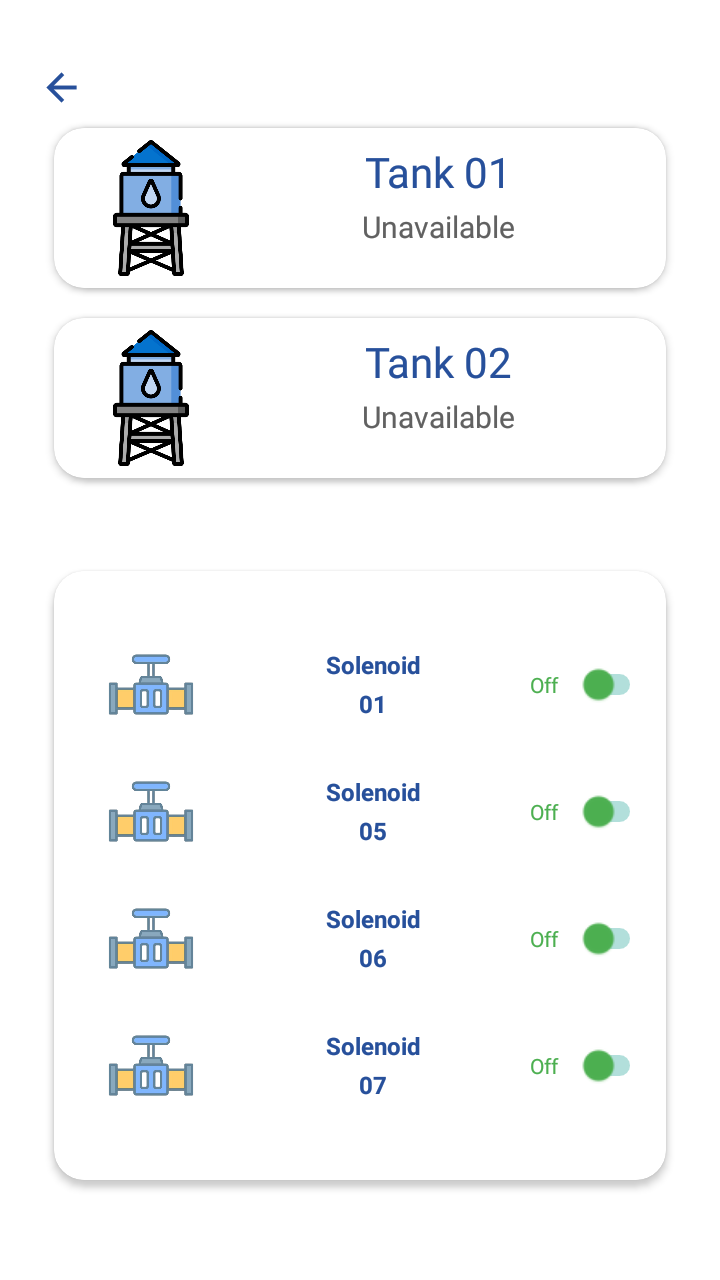 Tank 01
Unavailable
Tank 02
Unavailable
Solenoid
01
Off
Solenoid
05
Off
Solenoid
06
Off
Solenoid
07
Off